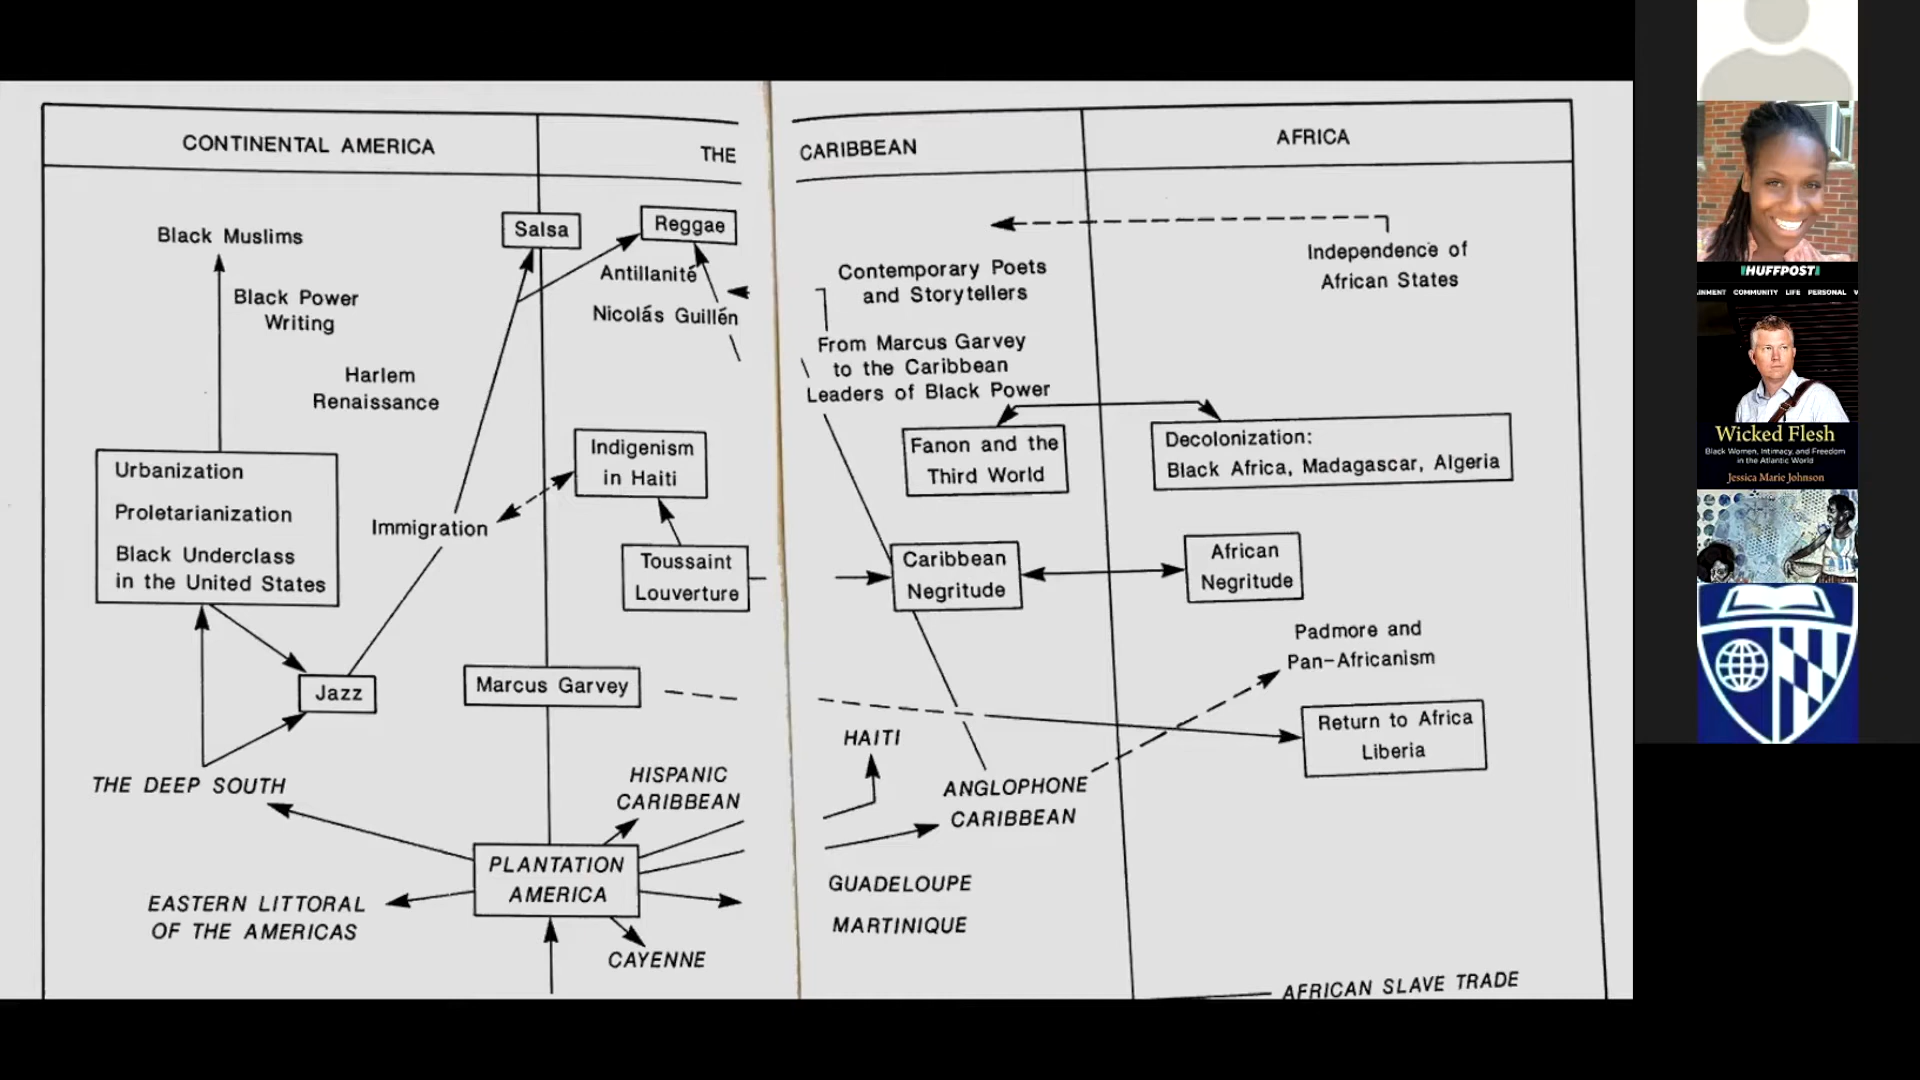 CONTINENTAL AMERICA
THE CARIBBEAN
AFRICA
Black Muslims
Black Power
Writing
Harlem
Renaissance
Urbanization
Proletarianization
Black Underclass
in the United States
Immigration
Jazz
THE DEEP SOUTH
EASTERN LITTORAL
OF THE AMERICAS
Salsa
Reggae
Antillanité
Nicolás Guillén
Indigenism
in Haiti
Toussaint
Louverture
Marcus Garvey
HISPANIC
CARIBBEAN
PLANTATION
AMERICA
CAYENNE
Contemporary Poets
and Storytellers
From Marcus Garvey
to the Caribbean
Leaders of Black Power
Fanon and the
Third World
Caribbean
Negritude
HAITI
ANGLOPHONE
CARIBBEAN
GUADELOUPE
MARTINIQUE
Independence of
African States
Decolonization:
Black Africa, Madagascar, Algeria
African
Negritude
Padmore and
Pan-Africanism
Return to Africa
Liberia
AFRICAN SLAVE TRADE
HUFFPOST
INMENT COMMUNITY LIFE PERSONAL V
Wicked Flesh
Black Women, Intimacy, and Freedom
in the Atlantic World
Jessica Marie Johnson